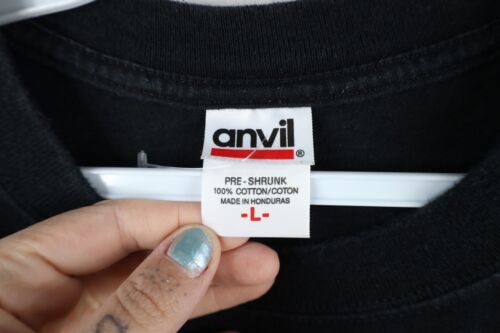 anvil®
PRE-SHRUNK
100% COTTON/COTON
MADE IN HONDURAS
-L-